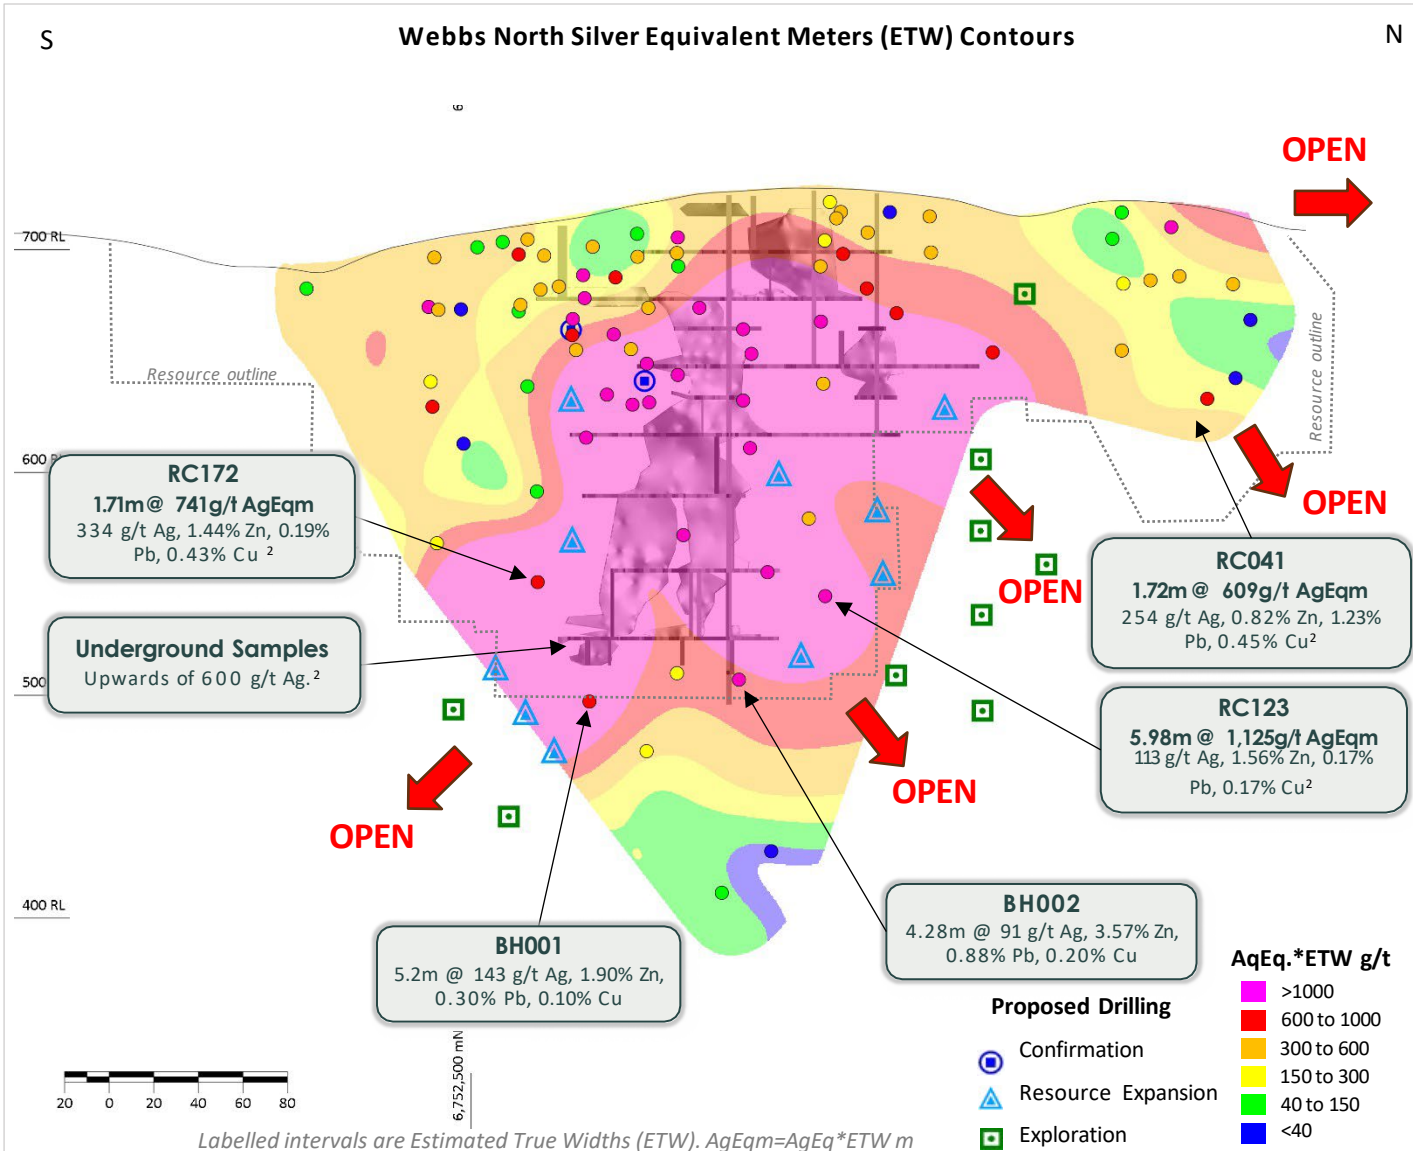 S
Webbs North Silver Equivalent Meters (ETW) Contours
N
OPEN
700 RL
Resource outline
Resource outline
600 RL
RC172
1.71m @ 741g/t AgEqm
334 g/t Ag, 1.44% Zn, 0.19%
Pb, 0.43% Cu ²
OPEN
RC041
1.72m @ 609g/t AgEqm
254 g/t Ag, 0.82% Zn, 1.23%
Pb, 0.45% Cu²
OPEN
Underground Samples
Upwards of 600 g/t Ag.²
500
RC123
5.98m @ 1,125g/t AgEqm
113 g/t Ag, 1.56% Zn, 0.17%
Pb, 0.17% Cu²
OPEN
OPEN
400 RL
BH002
4.28m @ 91 g/t Ag, 3.57% Zn,
0.88% Pb, 0.20% Cu
BH001
5.2m @ 143 g/t Ag, 1.90% Zn,
0.30% Pb, 0.10% Cu
AqEq.*ETW g/t
>1000
600 to 1000
300 to 600
150 to 300
40 to 150
<40
Proposed Drilling
Confirmation
Resource Expansion
Exploration
6,752,500 mN
20 0 20 40 60 80
Labelled intervals are Estimated True Widths (ETW). AgEqm=AgEq*ETW m